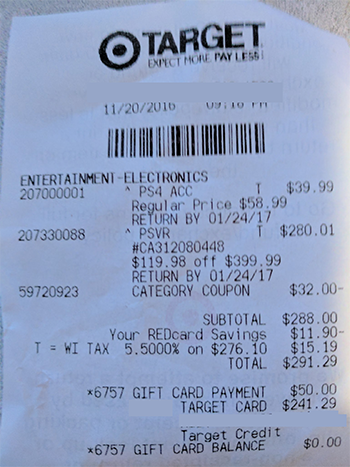 TARGET
EXPECT MORE. PAY LESS.
11/20/2016 09:18 PM
ENTERTAINMENT-ELECTRONICS
207000001 ^ PS4 ACC T $39.99
Regular Price $58.99
RETURN BY 01/24/17
207330088 ^ PSVR T $280.01
#CA312080448
$119.98 off $399.99
RETURN BY 01/24/17
59720923 CATEGORY COUPON $32.00-
SUBTOTAL $288.00
Your REDcard Savings $11.90-
T = WI TAX 5.5000% on $276.10 $15.19
TOTAL $291.29
*6757 GIFT CARD PAYMENT $50.00
TARGET CARD $241.29
Target Credit
*6757 GIFT CARD BALANCE $0.00